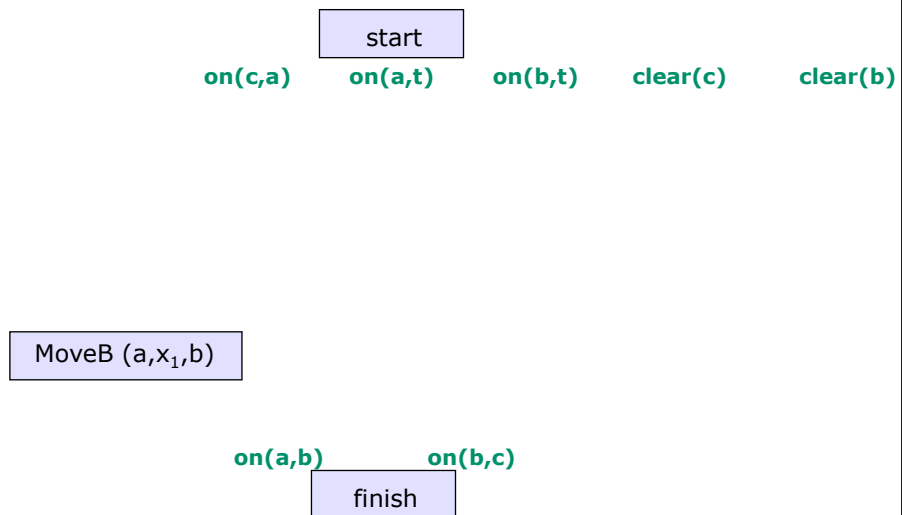 start
on(c,a) on(a,t) on(b,t) clear(c) clear(b)
MoveB (a,x₁,b)
on(a,b) on(b,c)
finish